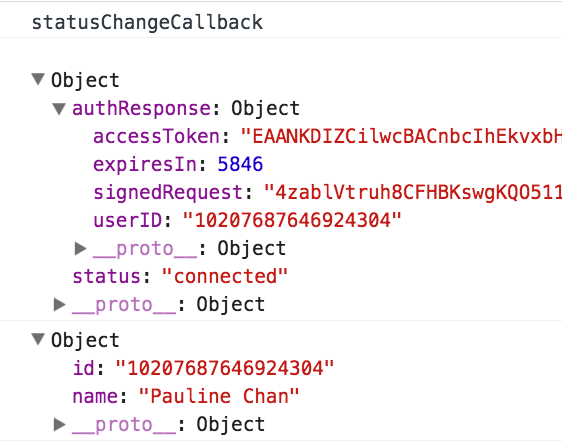 statusChangeCallback
Object
authResponse: Object
accessToken: "EAANKDIZCilwcBACnbcIhEkvxbH
expiresIn: 5846
signedRequest: "4zablVtruh8CFHBKswgKQO511
userID: "10207687646924304"
__proto__: Object
status: "connected"
__proto__: Object
Object
id: "10207687646924304"
name: "Pauline Chan"
__proto__: Object